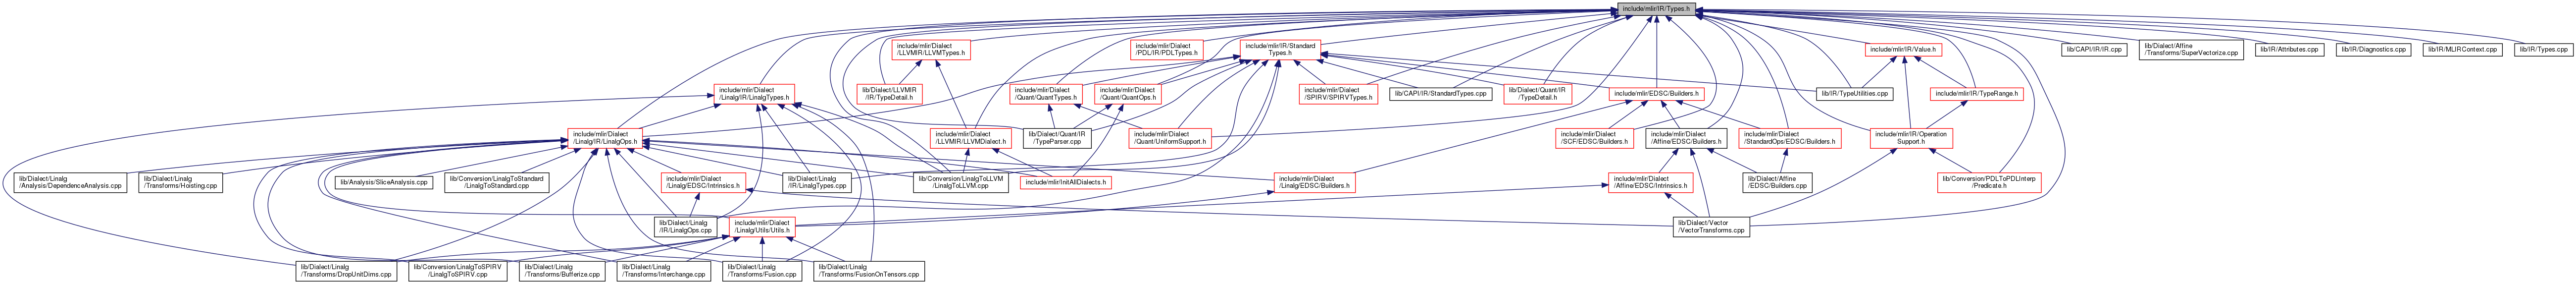 include/mlir/IR/Types.h
include/mlir/Dialect
/LLVMIR/LLVMTypes.h
include/mlir/Dialect
/PDL/IR/PDLTypes.h
include/mlir/IR/Standard
Types.h
include/mlir/IR/Value.h
lib/CAPI/IR/IR.cpp
lib/Dialect/Affine
/Transforms/SuperVectorize.cpp
lib/IR/Attributes.cpp
lib/IR/Diagnostics.cpp
lib/IR/MLIRContext.cpp
lib/IR/Types.cpp
include/mlir/Dialect
/Linalg/IR/LinalgTypes.h
lib/Dialect/LLVMIR
/IR/TypeDetail.h
include/mlir/Dialect
/Quant/QuantTypes.h
include/mlir/Dialect
/Quant/QuantOps.h
include/mlir/Dialect
/SPIRV/SPIRVTypes.h
lib/CAPI/IR/StandardTypes.cpp
lib/Dialect/Quant/IR
/TypeDetail.h
include/mlir/EDSC/Builders.h
lib/IR/TypeUtilities.cpp
include/mlir/IR/TypeRange.h
include/mlir/Dialect
/Linalg/IR/LinalgOps.h
include/mlir/Dialect
/LLVMIR/LLVMDialect.h
lib/Dialect/Quant/IR
/TypeParser.cpp
include/mlir/Dialect
/Quant/UniformSupport.h
include/mlir/Dialect
/SCF/EDSC/Builders.h
include/mlir/Dialect
/Affine/EDSC/Builders.h
include/mlir/Dialect
/StandardOps/EDSC/Builders.h
include/mlir/IR/Operation
Support.h
lib/Dialect/Linalg
/Analysis/DependenceAnalysis.cpp
lib/Dialect/Linalg
/Transforms/Hoisting.cpp
lib/Analysis/SliceAnalysis.cpp
lib/Conversion/LinalgToStandard
/LinalgToStandard.cpp
include/mlir/Dialect
/Linalg/EDSC/Intrinsics.h
lib/Dialect/Linalg
/IR/LinalgTypes.cpp
lib/Conversion/LinalgToLLVM
/LinalgToLLVM.cpp
include/mlir/InitAllDialects.h
include/mlir/Dialect
/Linalg/EDSC/Builders.h
include/mlir/Dialect
/Affine/EDSC/Intrinsics.h
lib/Dialect/Affine
/EDSC/Builders.cpp
lib/Conversion/PDLToPDLInterp
/Predicate.h
lib/Dialect/Linalg
/IR/LinalgOps.cpp
include/mlir/Dialect
/Linalg/Utils/Utils.h
lib/Dialect/Vector
/VectorTransforms.cpp
lib/Dialect/Linalg
/Transforms/DropUnitDims.cpp
lib/Conversion/LinalgToSPIRV
/LinalgToSPIRV.cpp
lib/Dialect/Linalg
/Transforms/Bufferize.cpp
lib/Dialect/Linalg
/Transforms/Interchange.cpp
lib/Dialect/Linalg
/Transforms/Fusion.cpp
lib/Dialect/Linalg
/Transforms/FusionOnTensors.cpp